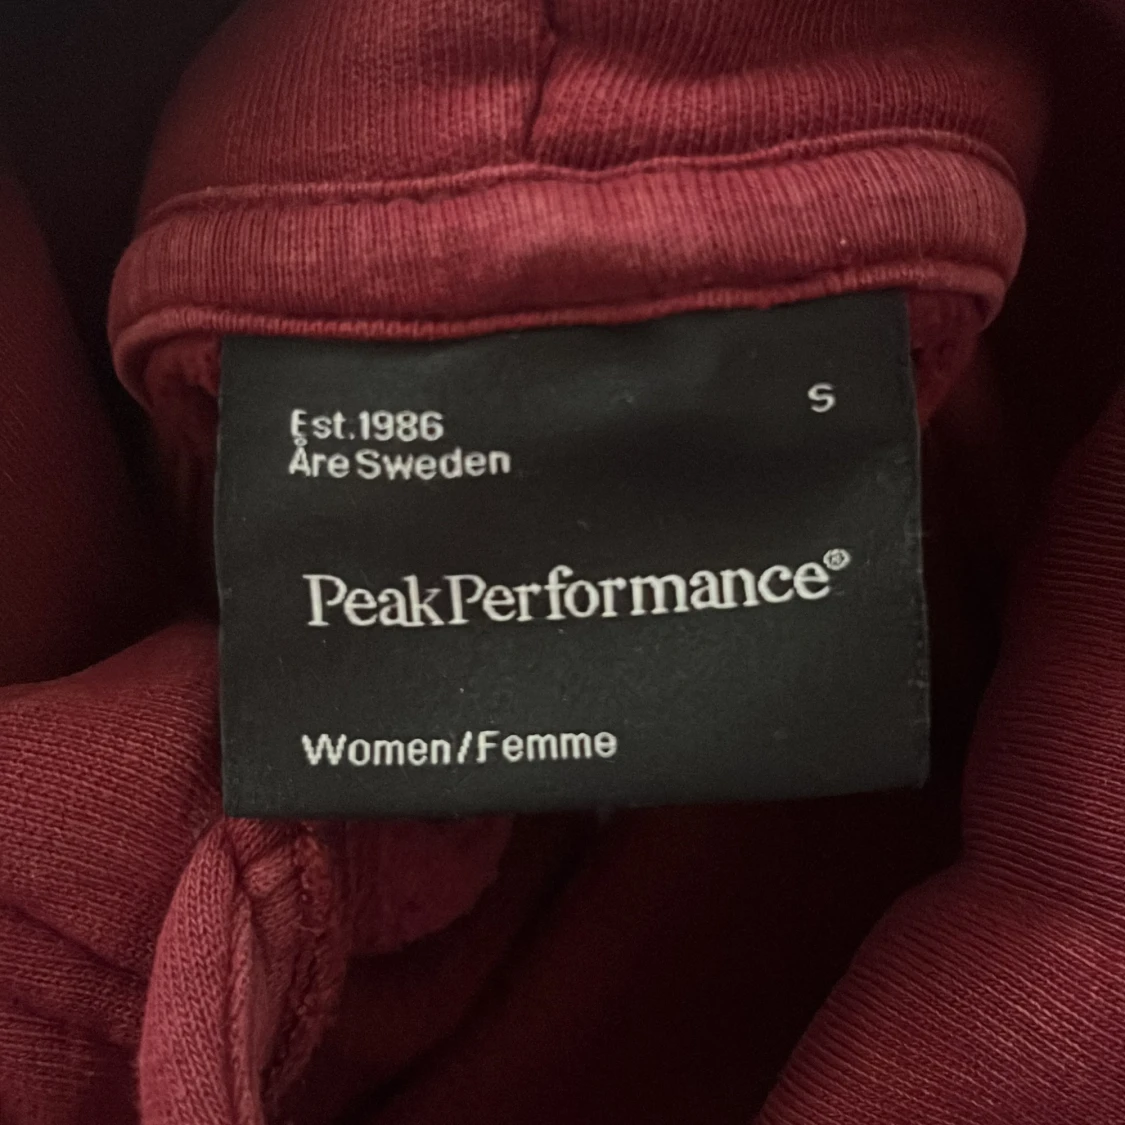 Est.1986
S
Åre Sweden
PeakPerformance®
Women/Femme